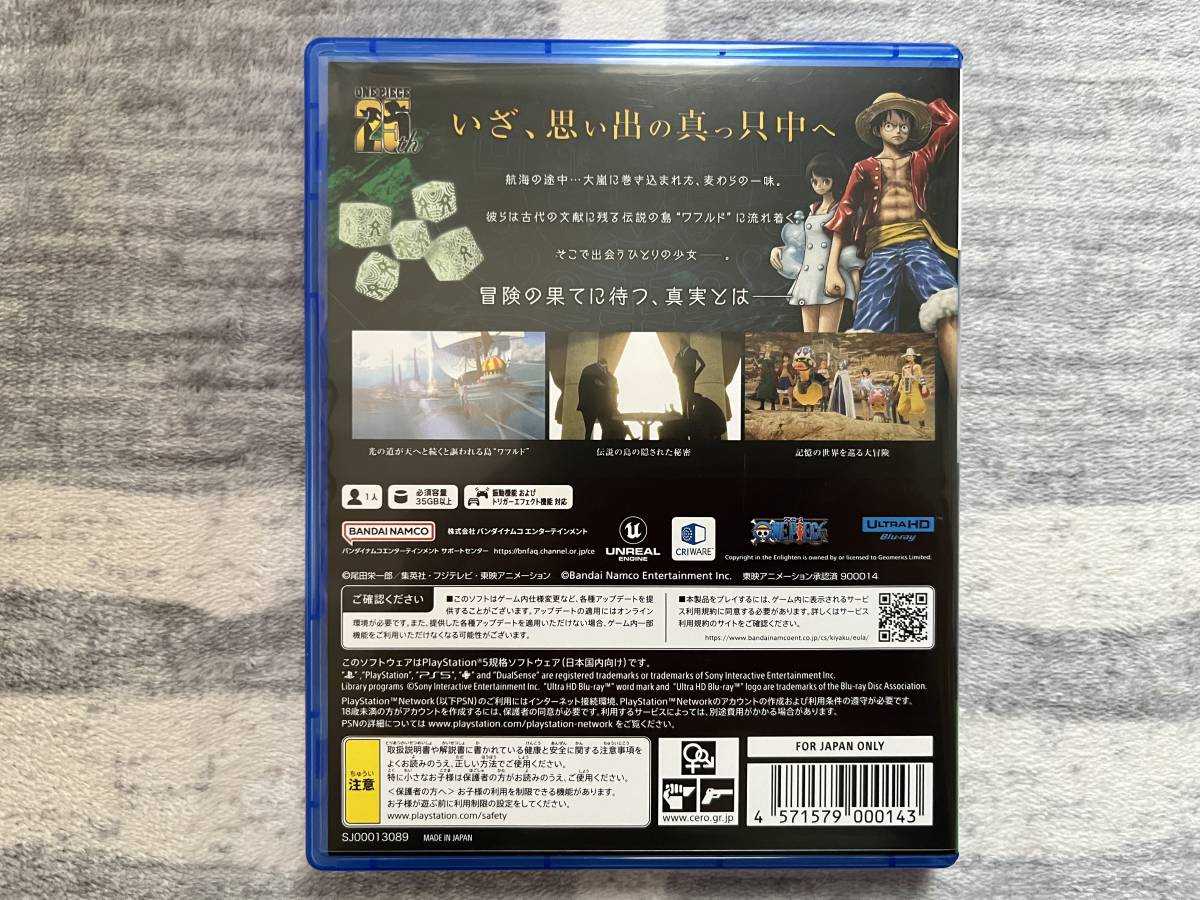 ONE PIECE
25th
いざ、思い出の真っ只中へ
航海の途中…大嵐に巻き込まれた、麦わらの一味。
彼らは古代の文献に残る伝説の島“ワフルド”に流れ着く。
そこで出会うひとりの少女――。
冒険の果てに待つ、真実とは――
光の道が天へと続くと謳われる島“ワフルド”
伝説の島の隠された秘密
記憶の世界を巡る大冒険
1人
必須容量
35GB以上
振動機能 および
トリガーエフェクト機能 対応
BANDAI NAMCO
株式会社 バンダイナムコ エンターテインメント
バンダイナムコエンターテインメント サポートセンター https://bnfaq.channel.or.jp/ce
UNREAL
ENGINE
CRIWARE
ONE PIECE
ULTRA HD
Blu-ray
Copyright in the Enlighten is owned by or licensed to Geomerics Limited.
©尾田栄一郎／集英社・フジテレビ・東映アニメーション ©Bandai Namco Entertainment Inc. 東映アニメーション承認済 900014
ご確認ください
■このソフトはゲーム内仕様変更など、各種アップデートを提
供することがございます。アップデートの適用にはオンライン
環境が必要です。また、提供した各種アップデートを適用いただけない場合、ゲーム内一部
機能をご利用いただけなくなる可能性がございます。
■本製品をプレイするには、ゲーム内に表示されるサービ
ス利用規約に同意する必要があります。詳しくはサービス
利用規約のサイトをご確認ください。
https://www.bandainamcoent.co.jp/cs/kiyaku/eula/
このソフトウェアはPlayStation®5規格ソフトウェア(日本国内向け)です。
“ ”,“PlayStation”, “PS5”, “ ” and “DualSense” are registered trademarks or trademarks of Sony Interactive Entertainment Inc.
Library programs ©Sony Interactive Entertainment Inc. “Ultra HD Blu-ray™” word mark and “Ultra HD Blu-ray™” logo are trademarks of the Blu-ray Disc Association.
PlayStation™Network(以下PSN)のご利用にはインターネット接続環境、PlayStation™Networkのアカウントの作成および利用条件の遵守が必要です。
18歳未満の方がアカウントを作成するには、保護者の同意が必要です。利用するサービスによっては、別途費用がかかる場合があります。
PSNの詳細については www.playstation.com/playstation-network をご覧ください。
ちゅうい
注意
取扱説明書や解説書に書かれている健康と安全に関する注意事項を
よくお読みのうえ、正しい方法でご使用ください。
特に小さなお子様は保護者の方がお読みのうえ、ご使用ください。
＜保護者の方へ＞ お子様の利用を制限できる機能があります。
お子様が遊ぶ前に利用制限の設定をしてください。
www.playstation.com/safety
www.cero.gr.jp
FOR JAPAN ONLY
4 571579 000143
SJ00013089 MADE IN JAPAN